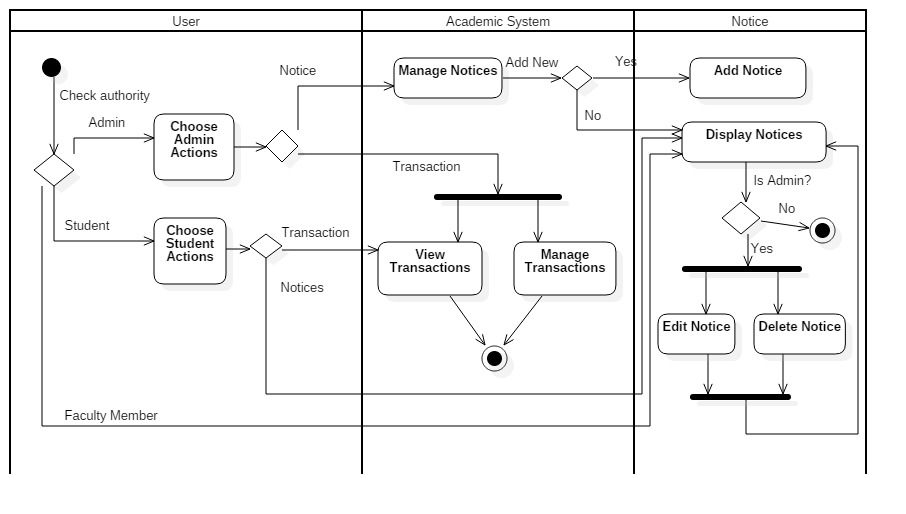 User
Academic System
Notice
Check authority
Admin
Choose
Admin
Actions
Notice
Manage Notices
Add New
Yes
Add Notice
No
Display Notices
Transaction
Is Admin?
No
Yes
Student
Choose
Student
Actions
Transaction
Notices
View
Transactions
Manage
Transactions
Edit Notice
Delete Notice
Faculty Member